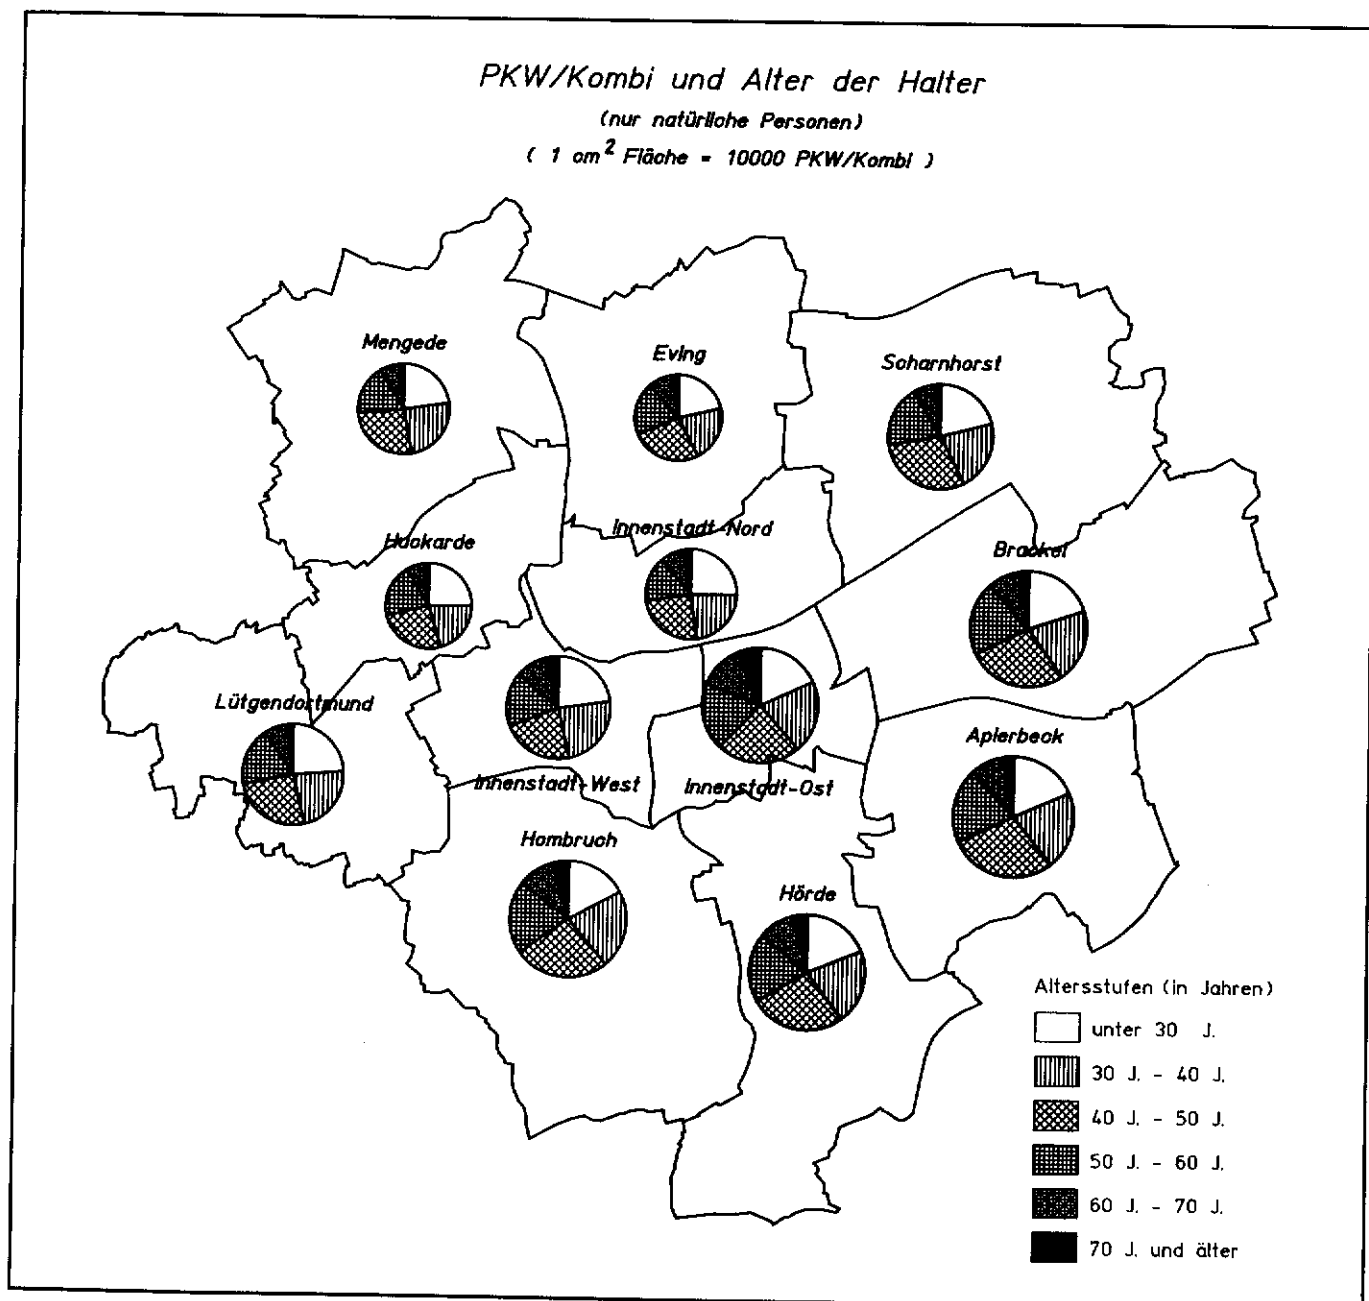 PKW/Kombi und Alter der Halter
(nur natürliche Personen)
( 1 cm² Fläche = 10000 PKW/Kombi )
Mengede
Eving
Scharnhorst
Huckarde
Innenstadt-Nord
Brackel
Lütgendortmund
Innenstadt-West
Innenstadt-Ost
Aplerbeck
Hombruch
Hörde
Altersstufen (in Jahren)
unter 30 J.
30 J. - 40 J.
40 J. - 50 J.
50 J. - 60 J.
60 J. - 70 J.
70 J. und älter